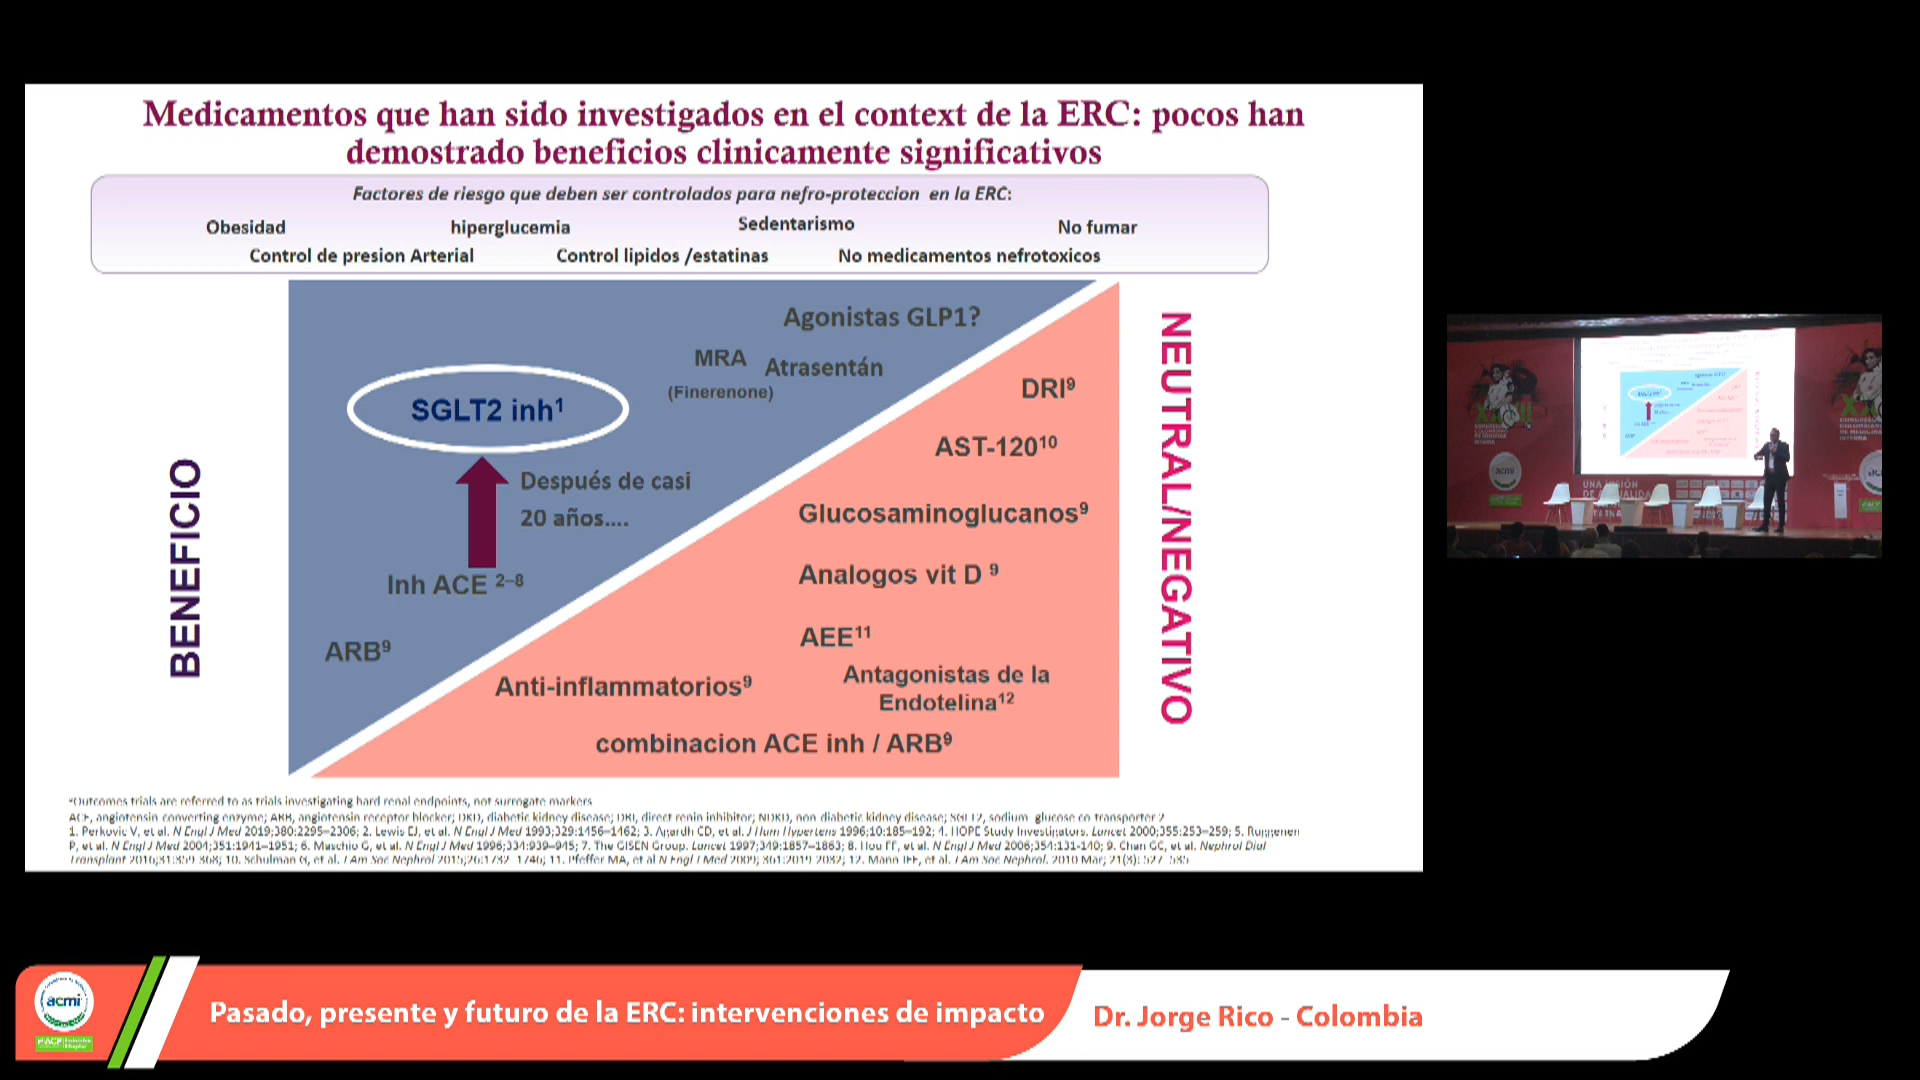 Medicamentos que han sido investigados en el context de la ERC: pocos han
demostrado beneficios clinicamente significativos
Factores de riesgo que deben ser controlados para nefro-proteccion en la ERC:
Obesidad hiperglucemia Sedentarismo No fumar
Control de presion Arterial Control lipidos /estatinas No medicamentos nefrotoxicos
BENEFICIO
Agonistas GLP1?
MRA Atrasentán
(Finerenone)
SGLT2 inh¹
Después de casi
20 años....
Inh ACE ²⁻⁸
ARB⁹
DRI⁹
AST-120¹⁰
Glucosaminoglucanos⁹
Analogos vit D ⁹
AEE¹¹
Anti-inflammatorios⁹
Antagonistas de la
Endotelina¹²
combinacion ACE inh / ARB⁹
NEUTRAL/NEGATIVO
*Outcomes trials are referred to as trials investigating hard renal endpoints, not surrogate markers
ACE, angiotensin converting enzyme; ARB, angiotensin receptor blocker; DKD, diabetic kidney disease; DRI, direct renin inhibitor; NDKD, non diabetic kidney disease; SGLT2, sodium glucose co transporter 2
1. Perkovic V, et al. N Engl J Med 2019;380:2295–2306; 2. Lewis EJ, et al. N Engl J Med 1993;329:1456–1462; 3. Agardh CD, et al. J Hum Hypertens 1996;10:185–192; 4. HOPE Study Investigators. Lancet 2000;355:253–259; 5. Ruggenen
P, et al. N Engl J Med 2004;351:1941–1951; 6. Maschio G, et al. N Engl J Med 1996;334:939–945; 7. The GISEN Group. Lancet 1997;349:1857–1863; 8. Hou FF, et al. N Engl J Med 2006;354:131-140; 9. Chan GC, et al. Nephrol Dial
Transplant 2016;31:359-368; 10. Schulman G, et al. J Am Soc Nephrol 2015;26:1732–1746; 11. Pfeffer MA, et al N Engl J Med 2009; 361:2019-2032; 12. Mann JFE, et al. J Am Soc Nephrol. 2010 Mar; 21(3): 527–535
acmi
Pasado, presente y futuro de la ERC: intervenciones de impacto
Dr. Jorge Rico - Colombia